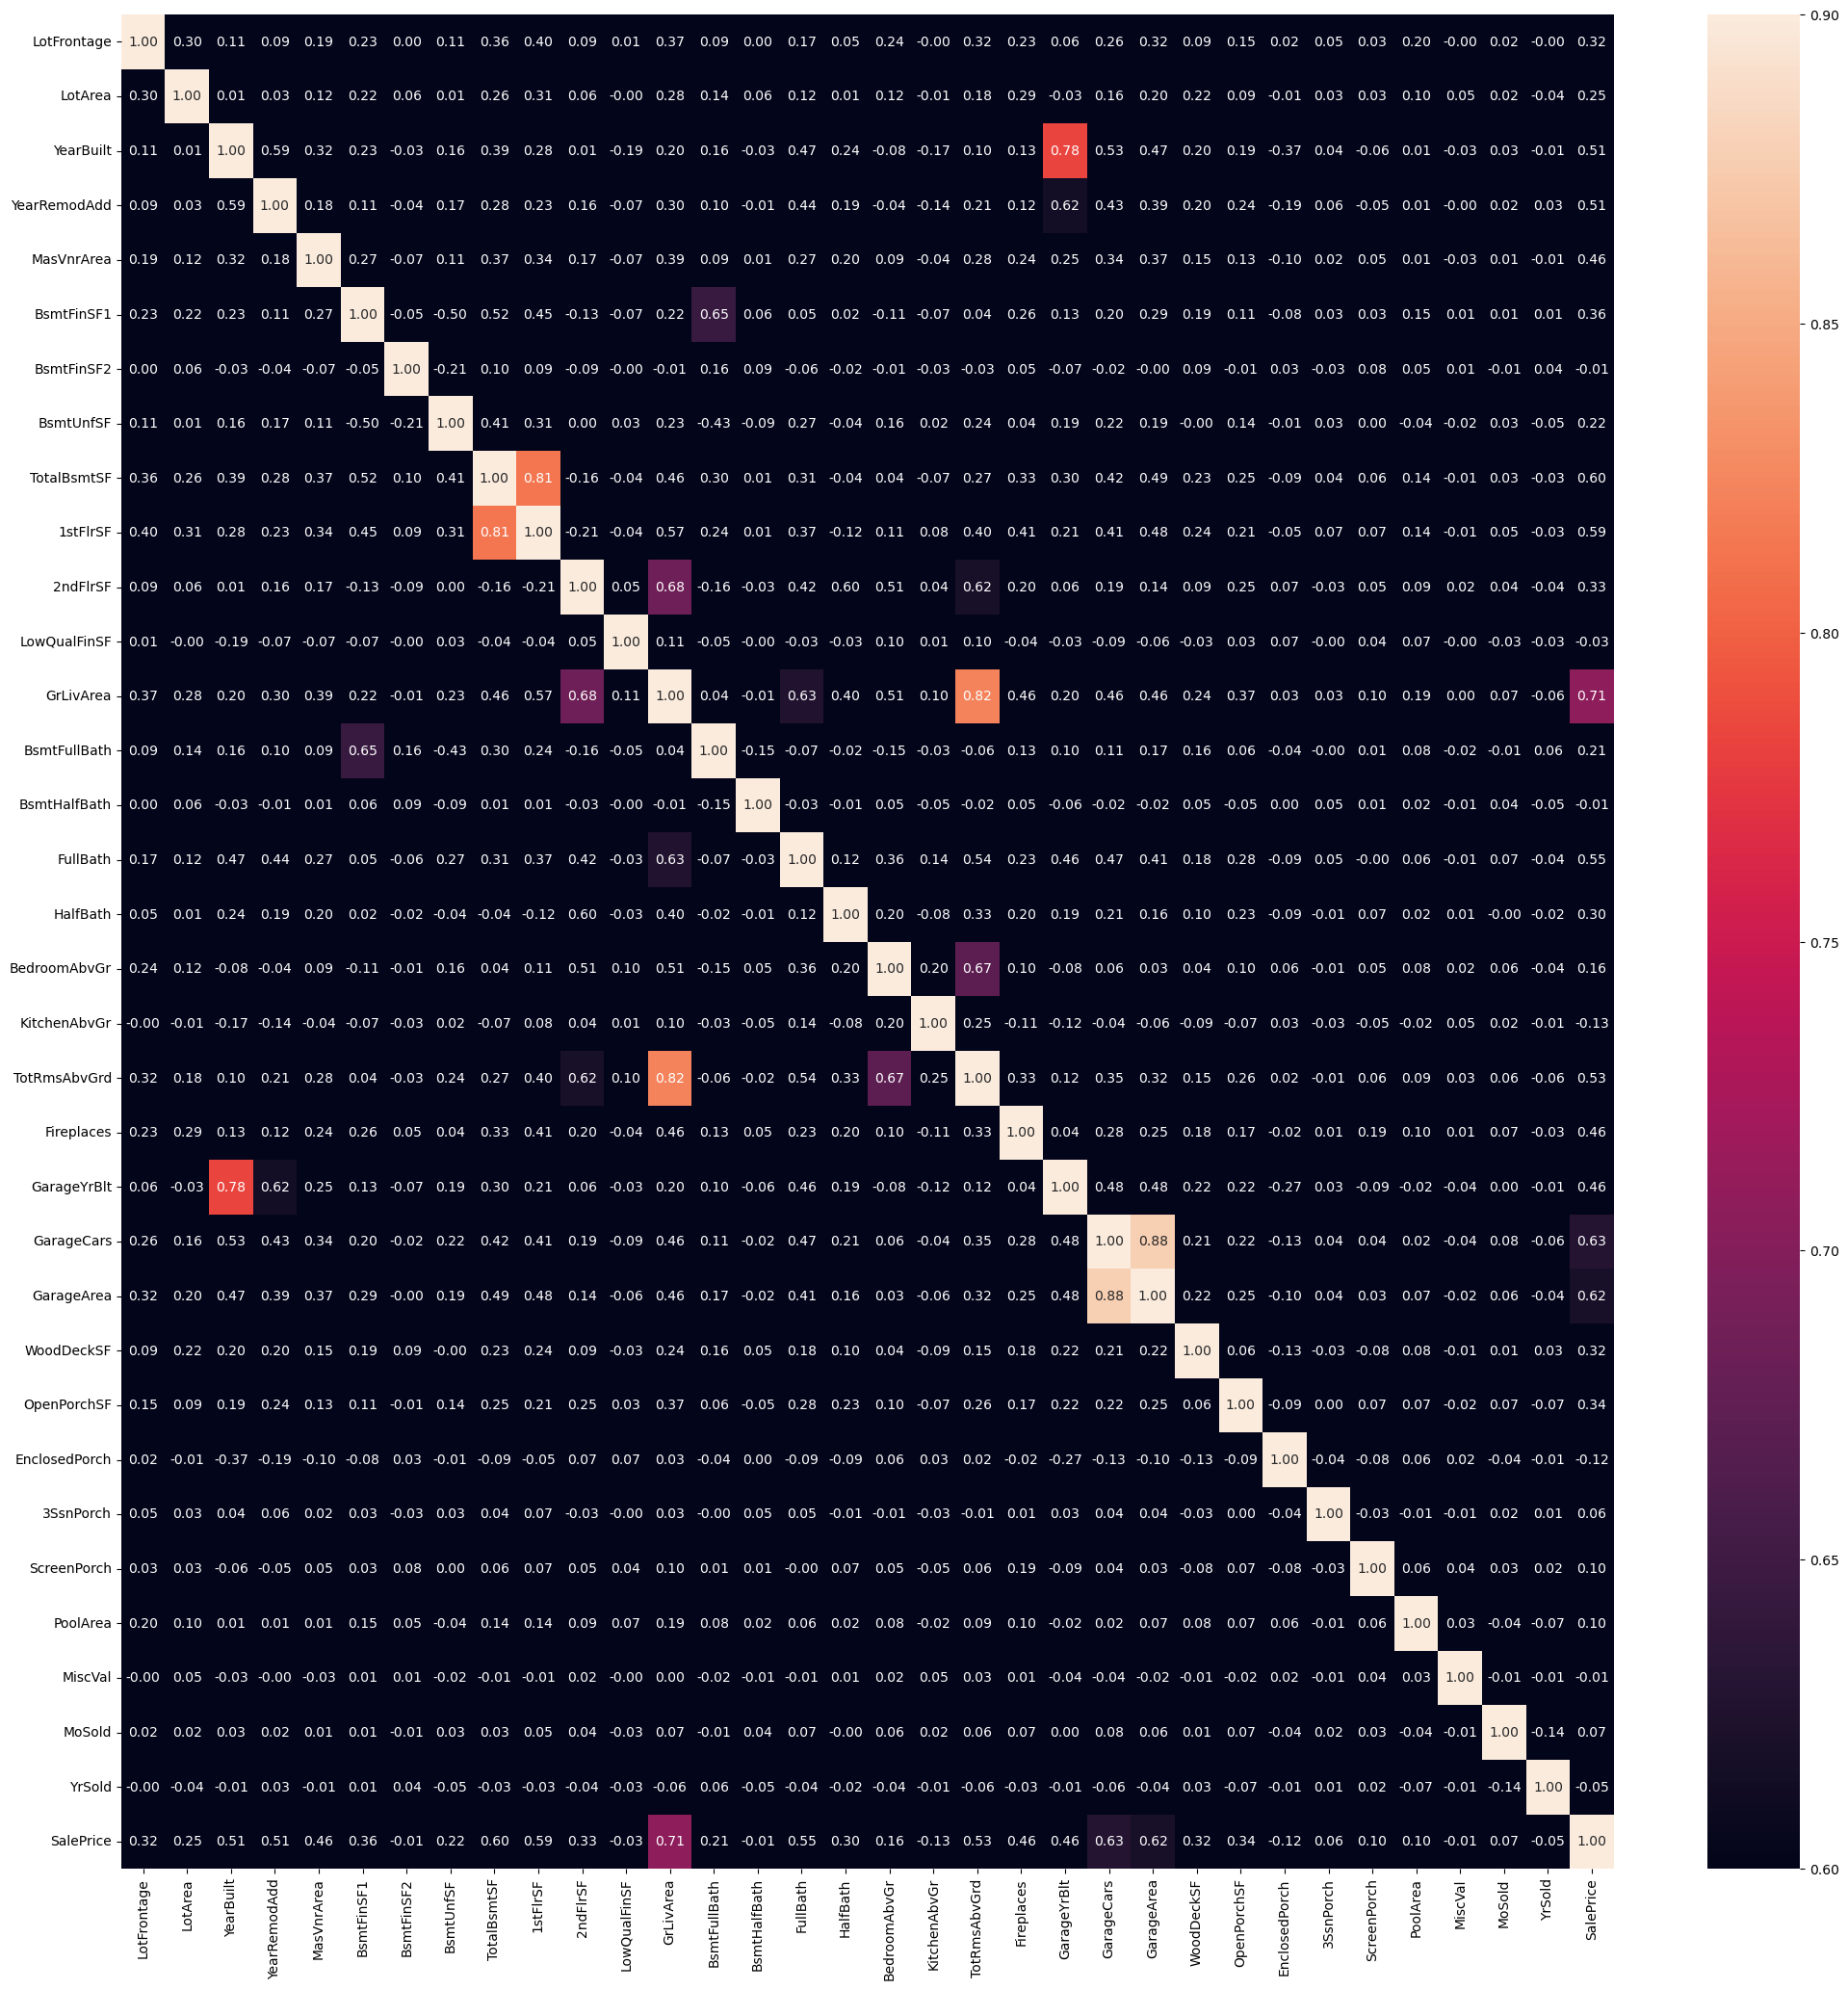 LotFrontage 1.00 0.30 0.11 0.09 0.19 0.23 0.00 0.11 0.36 0.40 0.09 0.01 0.37 0.09 0.00 0.17 0.05 0.24 -0.00 0.32 0.23 0.06 0.26 0.32 0.09 0.15 0.02 0.05 0.03 0.20 -0.00 0.02 -0.00 0.32
LotArea 0.30 1.00 0.01 0.03 0.12 0.22 0.06 0.01 0.26 0.31 0.06 -0.00 0.28 0.14 0.06 0.12 0.01 0.12 -0.01 0.18 0.29 -0.03 0.16 0.20 0.22 0.09 -0.01 0.03 0.03 0.10 0.05 0.02 -0.04 0.25
YearBuilt 0.11 0.01 1.00 0.59 0.32 0.23 -0.03 0.16 0.39 0.28 0.01 -0.19 0.20 0.16 -0.03 0.47 0.24 -0.08 -0.17 0.10 0.13 0.78 0.53 0.47 0.20 0.19 -0.37 0.04 -0.06 0.01 -0.03 0.03 -0.01 0.51
YearRemodAdd 0.09 0.03 0.59 1.00 0.18 0.11 -0.04 0.17 0.28 0.23 0.16 -0.07 0.30 0.10 -0.01 0.44 0.19 -0.04 -0.14 0.21 0.12 0.62 0.43 0.39 0.20 0.24 -0.19 0.06 -0.05 0.01 -0.00 0.02 0.03 0.51
MasVnrArea 0.19 0.12 0.32 0.18 1.00 0.27 -0.07 0.11 0.37 0.34 0.17 -0.07 0.39 0.09 0.01 0.27 0.20 0.09 -0.04 0.28 0.24 0.25 0.34 0.37 0.15 0.13 -0.10 0.02 0.05 0.01 -0.03 0.01 -0.01 0.46
BsmtFinSF1 0.23 0.22 0.23 0.11 0.27 1.00 -0.05 -0.50 0.52 0.45 -0.13 -0.07 0.22 0.65 0.06 0.05 0.02 -0.11 -0.07 0.04 0.26 0.13 0.20 0.29 0.19 0.11 -0.08 0.03 0.03 0.15 0.01 0.01 0.01 0.36
BsmtFinSF2 0.00 0.06 -0.03 -0.04 -0.07 -0.05 1.00 -0.21 0.10 0.09 -0.09 -0.00 -0.01 0.16 0.09 -0.06 -0.02 -0.01 -0.03 -0.03 0.05 -0.07 -0.02 -0.00 0.09 -0.01 0.03 -0.03 0.08 0.05 0.01 -0.01 0.04 -0.01
BsmtUnfSF 0.11 0.01 0.16 0.17 0.11 -0.50 -0.21 1.00 0.41 0.31 0.00 0.03 0.23 -0.43 -0.09 0.27 -0.04 0.16 0.02 0.24 0.04 0.19 0.22 0.19 -0.00 0.14 -0.01 0.03 0.00 -0.04 -0.02 0.03 -0.05 0.22
TotalBsmtSF 0.36 0.26 0.39 0.28 0.37 0.52 0.10 0.41 1.00 0.81 -0.16 -0.04 0.46 0.30 0.01 0.31 -0.04 0.04 -0.07 0.27 0.33 0.30 0.42 0.49 0.23 0.25 -0.09 0.04 0.06 0.14 -0.01 0.03 -0.03 0.60
1stFlrSF 0.40 0.31 0.28 0.23 0.34 0.45 0.09 0.31 0.81 1.00 -0.21 -0.04 0.57 0.24 0.01 0.37 -0.12 0.11 0.08 0.40 0.41 0.21 0.41 0.48 0.24 0.21 -0.05 0.07 0.07 0.14 -0.01 0.05 -0.03 0.59
2ndFlrSF 0.09 0.06 0.01 0.16 0.17 -0.13 -0.09 0.00 -0.16 -0.21 1.00 0.05 0.68 -0.16 -0.03 0.42 0.60 0.51 0.04 0.62 0.20 0.06 0.19 0.14 0.09 0.25 0.07 -0.03 0.05 0.09 0.02 0.04 -0.04 0.33
LowQualFinSF 0.01 -0.00 -0.19 -0.07 -0.07 -0.07 -0.00 0.03 -0.04 -0.04 0.05 1.00 0.11 -0.05 -0.00 -0.03 -0.03 0.10 0.01 0.10 -0.04 -0.03 -0.09 -0.06 -0.03 0.03 0.07 -0.00 0.04 0.07 -0.00 -0.03 -0.03 -0.03
GrLivArea 0.37 0.28 0.20 0.30 0.39 0.22 -0.01 0.23 0.46 0.57 0.68 0.11 1.00 0.04 -0.01 0.63 0.40 0.51 0.10 0.82 0.46 0.20 0.46 0.46 0.24 0.37 0.03 0.03 0.10 0.19 0.00 0.07 -0.06 0.71
BsmtFullBath 0.09 0.14 0.16 0.10 0.09 0.65 0.16 -0.43 0.30 0.24 -0.16 -0.05 0.04 1.00 -0.15 -0.07 -0.02 -0.15 -0.03 -0.06 0.13 0.10 0.11 0.17 0.16 0.06 -0.04 -0.00 0.01 0.08 -0.02 -0.01 0.06 0.21
BsmtHalfBath 0.00 0.06 -0.03 -0.01 0.01 0.06 0.09 -0.09 0.01 0.01 -0.03 -0.00 -0.01 -0.15 1.00 -0.03 -0.01 0.05 -0.05 -0.02 0.05 -0.06 -0.02 -0.02 0.05 -0.05 0.00 0.05 0.01 0.02 -0.01 0.04 -0.05 -0.01
FullBath 0.17 0.12 0.47 0.44 0.27 0.05 -0.06 0.27 0.31 0.37 0.42 -0.03 0.63 -0.07 -0.03 1.00 0.12 0.36 0.14 0.54 0.23 0.46 0.47 0.41 0.18 0.28 -0.09 0.05 -0.00 0.06 -0.01 0.07 -0.04 0.55
HalfBath 0.05 0.01 0.24 0.19 0.20 0.02 -0.02 -0.04 -0.04 -0.12 0.60 -0.03 0.40 -0.02 -0.01 0.12 1.00 0.20 -0.08 0.33 0.20 0.19 0.21 0.16 0.10 0.23 -0.09 -0.01 0.07 0.02 0.01 -0.00 -0.02 0.30
BedroomAbvGr 0.24 0.12 -0.08 -0.04 0.09 -0.11 -0.01 0.16 0.04 0.11 0.51 0.10 0.51 -0.15 0.05 0.36 0.20 1.00 0.20 0.67 0.10 -0.08 0.06 0.03 0.04 0.10 0.06 -0.01 0.05 0.08 0.02 0.06 -0.04 0.16
KitchenAbvGr -0.00 -0.01 -0.17 -0.14 -0.04 -0.07 -0.03 0.02 -0.07 0.08 0.04 0.01 0.10 -0.03 -0.05 0.14 -0.08 0.20 1.00 0.25 -0.11 -0.12 -0.04 -0.06 -0.09 -0.07 0.03 -0.03 -0.05 -0.02 0.05 0.02 -0.01 -0.13
TotRmsAbvGrd 0.32 0.18 0.10 0.21 0.28 0.04 -0.03 0.24 0.27 0.40 0.62 0.10 0.82 -0.06 -0.02 0.54 0.33 0.67 0.25 1.00 0.33 0.12 0.35 0.32 0.15 0.26 0.02 -0.01 0.06 0.09 0.03 0.06 -0.06 0.53
Fireplaces 0.23 0.29 0.13 0.12 0.24 0.26 0.05 0.04 0.33 0.41 0.20 -0.04 0.46 0.13 0.05 0.23 0.20 0.10 -0.11 0.33 1.00 0.04 0.28 0.25 0.18 0.17 -0.02 0.01 0.19 0.10 0.01 0.07 -0.03 0.46
GarageYrBlt 0.06 -0.03 0.78 0.62 0.25 0.13 -0.07 0.19 0.30 0.21 0.06 -0.03 0.20 0.10 -0.06 0.46 0.19 -0.08 -0.12 0.12 0.04 1.00 0.48 0.48 0.22 0.22 -0.27 0.03 -0.09 -0.02 -0.04 0.00 -0.01 0.46
GarageCars 0.26 0.16 0.53 0.43 0.34 0.20 -0.02 0.22 0.42 0.41 0.19 -0.09 0.46 0.11 -0.02 0.47 0.21 0.06 -0.04 0.35 0.28 0.48 1.00 0.88 0.21 0.22 -0.13 0.04 0.04 0.02 -0.04 0.08 -0.06 0.63
GarageArea 0.32 0.20 0.47 0.39 0.37 0.29 -0.00 0.19 0.49 0.48 0.14 -0.06 0.46 0.17 -0.02 0.41 0.16 0.03 -0.06 0.32 0.25 0.48 0.88 1.00 0.22 0.25 -0.10 0.04 0.03 0.07 -0.02 0.06 -0.04 0.62
WoodDeckSF 0.09 0.22 0.20 0.20 0.15 0.19 0.09 -0.00 0.23 0.24 0.09 -0.03 0.24 0.16 0.05 0.18 0.10 0.04 -0.09 0.15 0.18 0.22 0.21 0.22 1.00 0.06 -0.13 -0.03 -0.08 0.08 -0.01 0.01 0.03 0.32
OpenPorchSF 0.15 0.09 0.19 0.24 0.13 0.11 -0.01 0.14 0.25 0.21 0.25 0.03 0.37 0.06 -0.05 0.28 0.23 0.10 -0.07 0.26 0.17 0.22 0.22 0.25 0.06 1.00 -0.09 0.00 0.07 0.07 -0.02 0.07 -0.07 0.34
EnclosedPorch 0.02 -0.01 -0.37 -0.19 -0.10 -0.08 0.03 -0.01 -0.09 -0.05 0.07 0.07 0.03 -0.04 0.00 -0.09 -0.09 0.06 0.03 0.02 -0.02 -0.27 -0.13 -0.10 -0.13 -0.09 1.00 -0.04 -0.08 0.06 0.02 -0.04 -0.01 -0.12
3SsnPorch 0.05 0.03 0.04 0.06 0.02 0.03 -0.03 0.03 0.04 0.07 -0.03 -0.00 0.03 -0.00 0.05 0.05 -0.01 -0.01 -0.03 -0.01 0.01 0.03 0.04 0.04 -0.03 0.00 -0.04 1.00 -0.03 -0.01 -0.01 0.02 0.01 0.06
ScreenPorch 0.03 0.03 -0.06 -0.05 0.05 0.03 0.08 0.00 0.06 0.07 0.05 0.04 0.10 0.01 0.01 -0.00 0.07 0.05 -0.05 0.06 0.19 -0.09 0.04 0.03 -0.08 0.07 -0.08 -0.03 1.00 0.06 0.04 0.03 0.02 0.10
PoolArea 0.20 0.10 0.01 0.01 0.01 0.15 0.05 -0.04 0.14 0.14 0.09 0.07 0.19 0.08 0.02 0.06 0.02 0.08 -0.02 0.09 0.10 -0.02 0.02 0.07 0.08 0.07 0.06 -0.01 0.06 1.00 0.03 -0.04 -0.07 0.10
MiscVal -0.00 0.05 -0.03 -0.00 -0.03 0.01 0.01 -0.02 -0.01 -0.01 0.02 -0.00 0.00 -0.02 -0.01 -0.01 0.01 0.02 0.05 0.03 0.01 -0.04 -0.04 -0.02 -0.01 -0.02 0.02 -0.01 0.04 0.03 1.00 -0.01 -0.01 -0.01
MoSold 0.02 0.02 0.03 0.02 0.01 0.01 -0.01 0.03 0.03 0.05 0.04 -0.03 0.07 -0.01 0.04 0.07 -0.00 0.06 0.02 0.06 0.07 0.00 0.08 0.06 0.01 0.07 -0.04 0.02 0.03 -0.04 -0.01 1.00 -0.14 0.07
YrSold -0.00 -0.04 -0.01 0.03 -0.01 0.01 0.04 -0.05 -0.03 -0.03 -0.04 -0.03 -0.06 0.06 -0.05 -0.04 -0.02 -0.04 -0.01 -0.06 -0.03 -0.01 -0.06 -0.04 0.03 -0.07 -0.01 0.01 0.02 -0.07 -0.01 -0.14 1.00 -0.05
SalePrice 0.32 0.25 0.51 0.51 0.46 0.36 -0.01 0.22 0.60 0.59 0.33 -0.03 0.71 0.21 -0.01 0.55 0.30 0.16 -0.13 0.53 0.46 0.46 0.63 0.62 0.32 0.34 -0.12 0.06 0.10 0.10 -0.01 0.07 -0.05 1.00
LotFrontage LotArea YearBuilt YearRemodAdd MasVnrArea BsmtFinSF1 BsmtFinSF2 BsmtUnfSF TotalBsmtSF 1stFlrSF 2ndFlrSF LowQualFinSF GrLivArea BsmtFullBath BsmtHalfBath FullBath HalfBath BedroomAbvGr KitchenAbvGr TotRmsAbvGrd Fireplaces GarageYrBlt GarageCars GarageArea WoodDeckSF OpenPorchSF EnclosedPorch 3SsnPorch ScreenPorch PoolArea MiscVal MoSold YrSold SalePrice
0.90
0.85
0.80
0.75
0.70
0.65
0.60